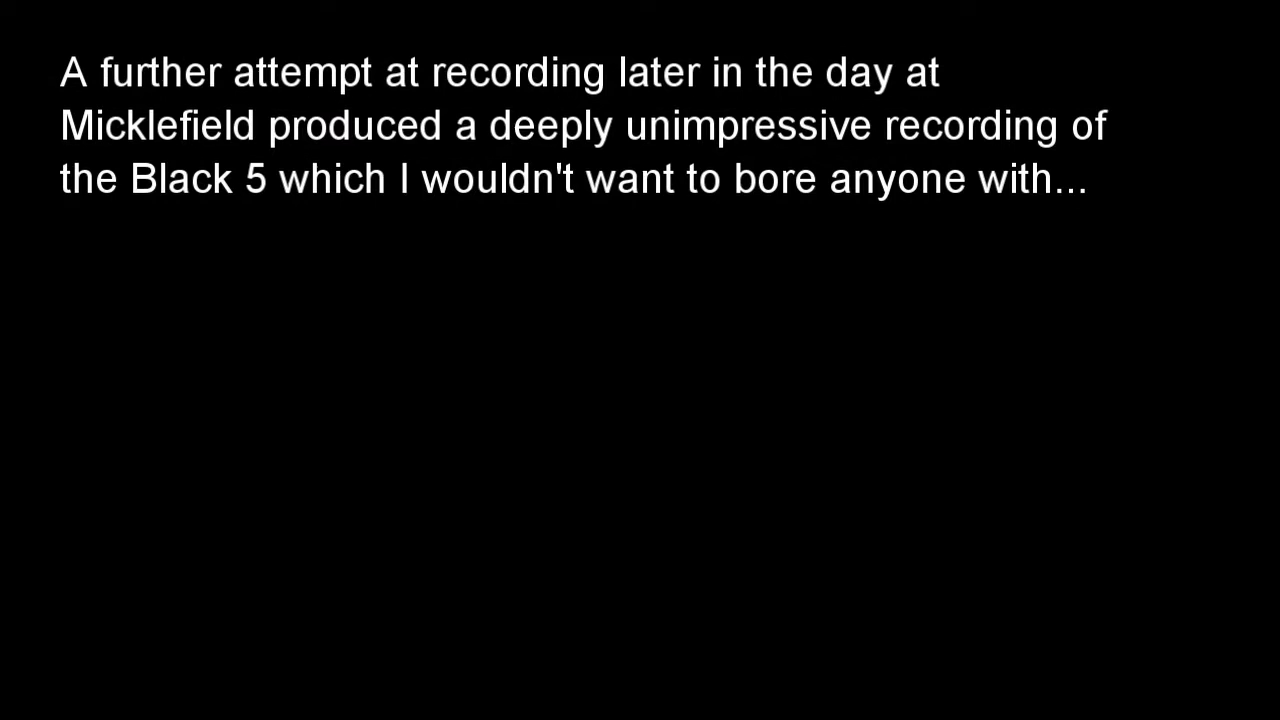 A further attempt at recording later in the day at
Micklefield produced a deeply unimpressive recording of
the Black 5 which I wouldn't want to bore anyone with...